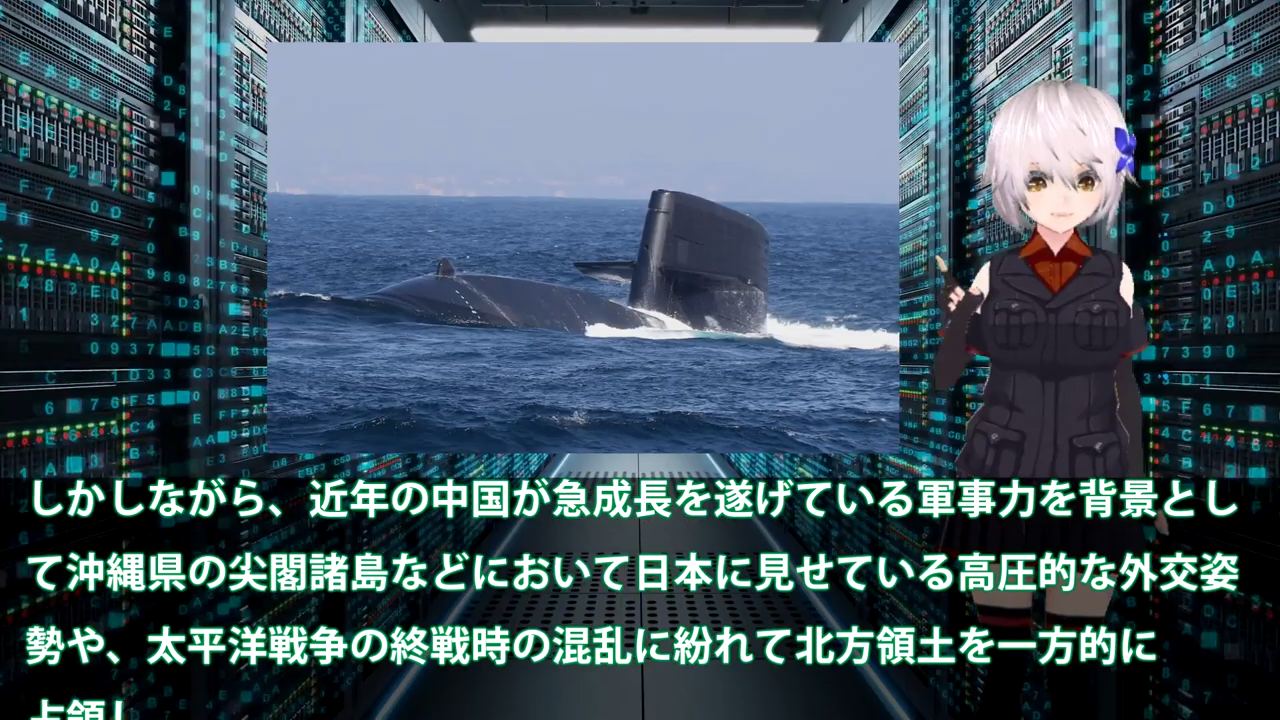 しかしながら、近年の中国が急成長を遂げている軍事力を背景とし
て沖縄県の尖閣諸島などにおいて日本に見せている高圧的な外交姿
勢や、太平洋戦争の終戦時の混乱に紛れて北方領土を一方的に
占領し